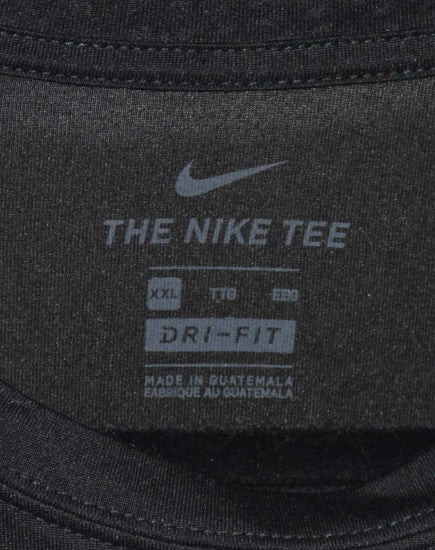 THE NIKE TEE
XXL TTG EEG
DRI-FIT
MADE IN GUATEMALA
FABRIQUE AU GUATEMALA